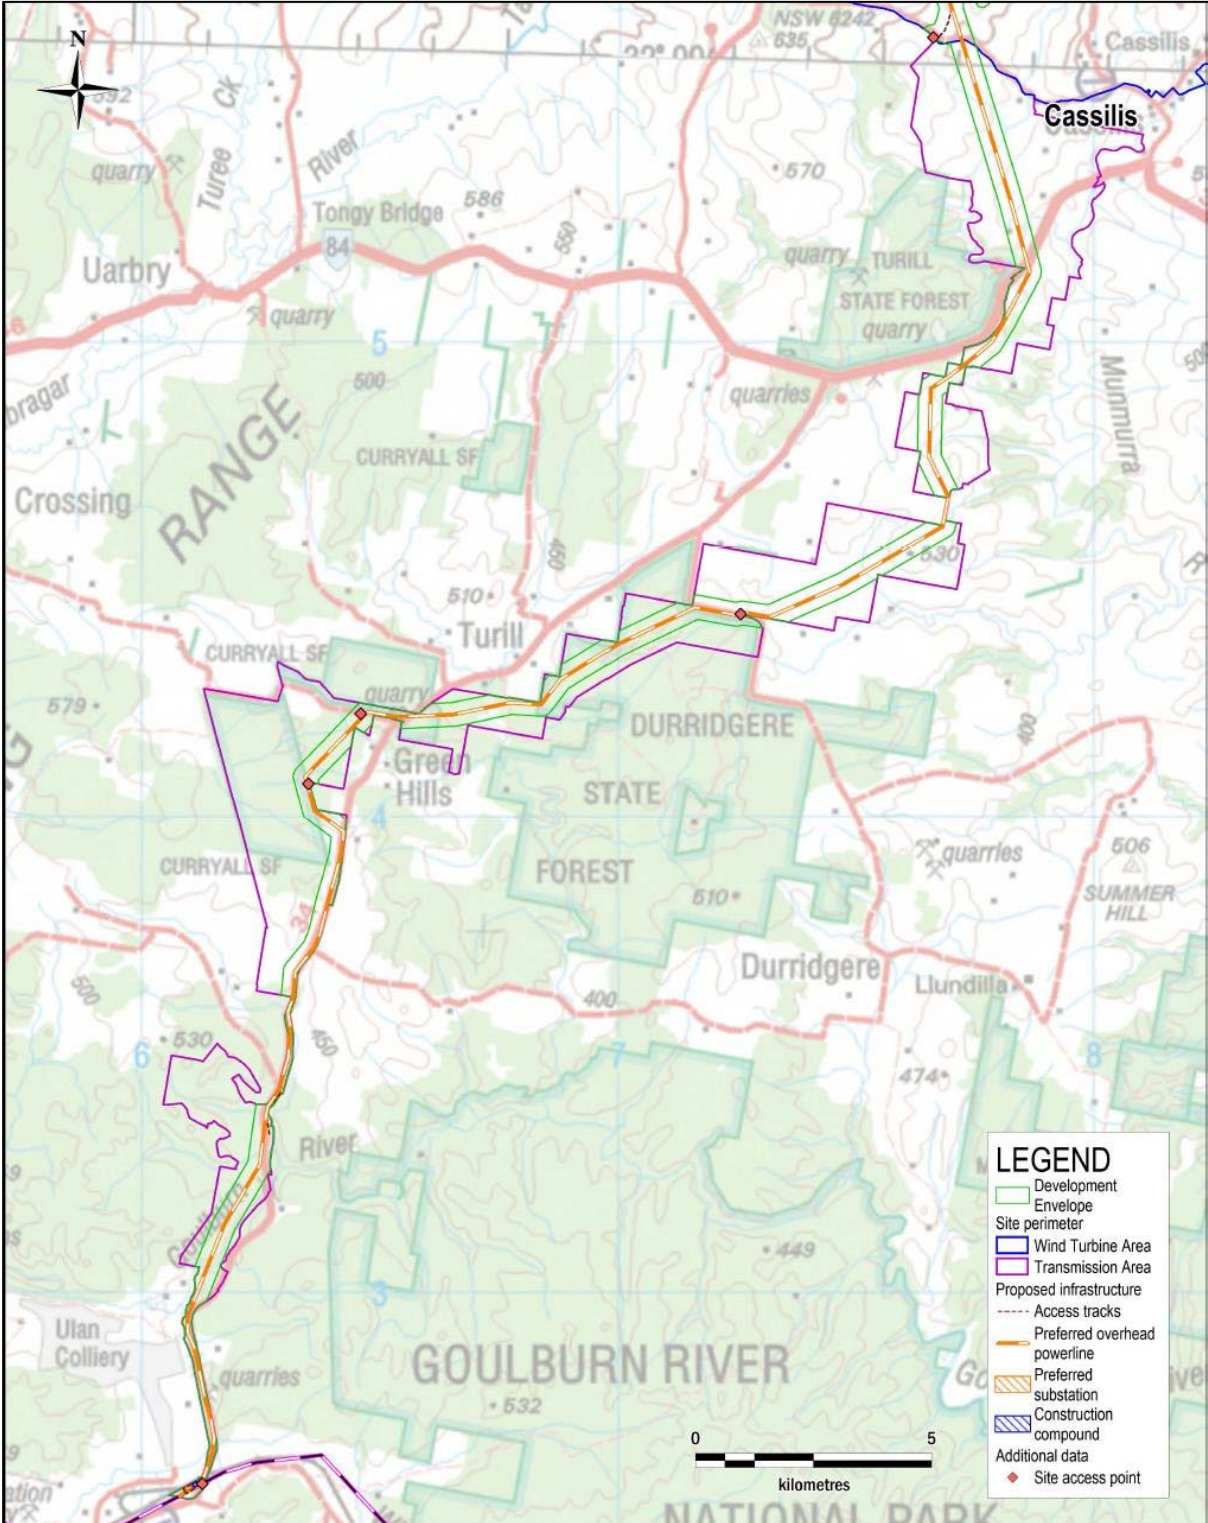 NSW 6242
635
N
592
Cassilis
Cassilis
Turee Ck
River
quarry
570
586
Tongy Bridge
550
84
quarry
TURILL
Uarbry
STATE FOREST
quarry
quarry
5
500
quarries
Munmurra
RANGE
CURRYALL SF
Crossing
450
530
510
Turill
CURRYALL SF
quarry
579
DURRIDGERE
400
Green
Hills
STATE
4
quarries
506
CURRYALL SF
FOREST
510
SUMMER
HILL
34
Durridgere
Llundilla
500
400
530
450
6
7
8
474
River
Goulburn
449
3
Ulan
Colliery
GOULBURN RIVER
quarries
532
NATIONAL PARK
LEGEND
Development
Envelope
Site perimeter
Wind Turbine Area
Transmission Area
Proposed infrastructure
Access tracks
Preferred overhead
powerline
Preferred
substation
Construction
compound
Additional data
Site access point
0 5
kilometres